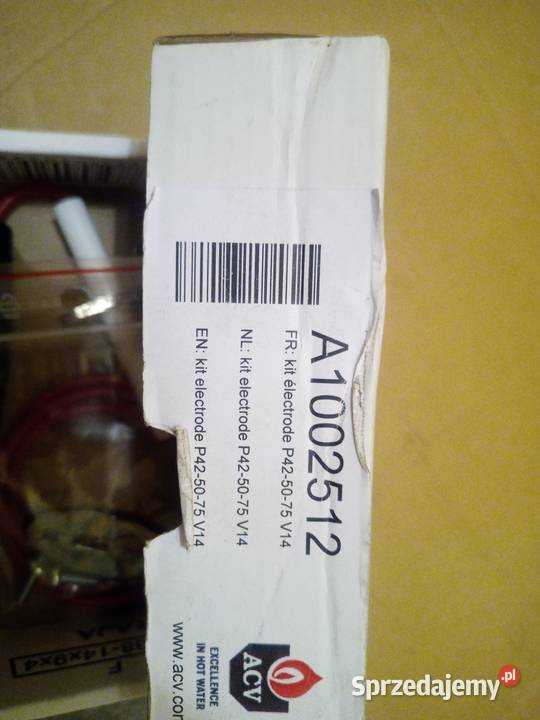 A1002512
FR: kit électrode P42-50-75 V14
NL: kit electrode P42-50-75 V14
EN: kit electrode P42-50-75 V14
ACV
EXCELLENCE
IN HOT WATER
www.acv.com
F
Sprzedajemy.pl